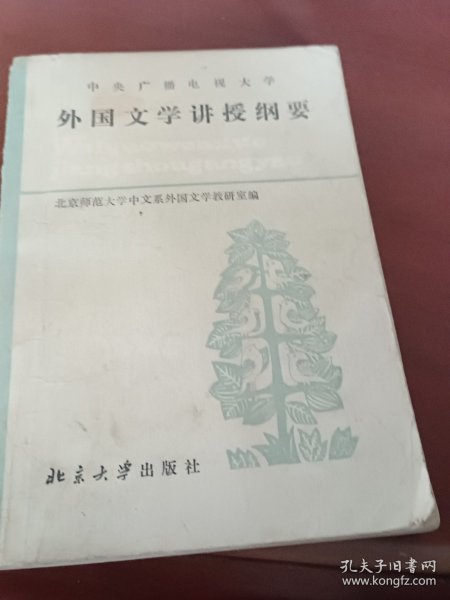 中央广播电视大学
外国文学讲授纲要
北京师范大学中文系外国文学教研室编
北京大学出版社
孔夫子旧书网
www.kongfz.com